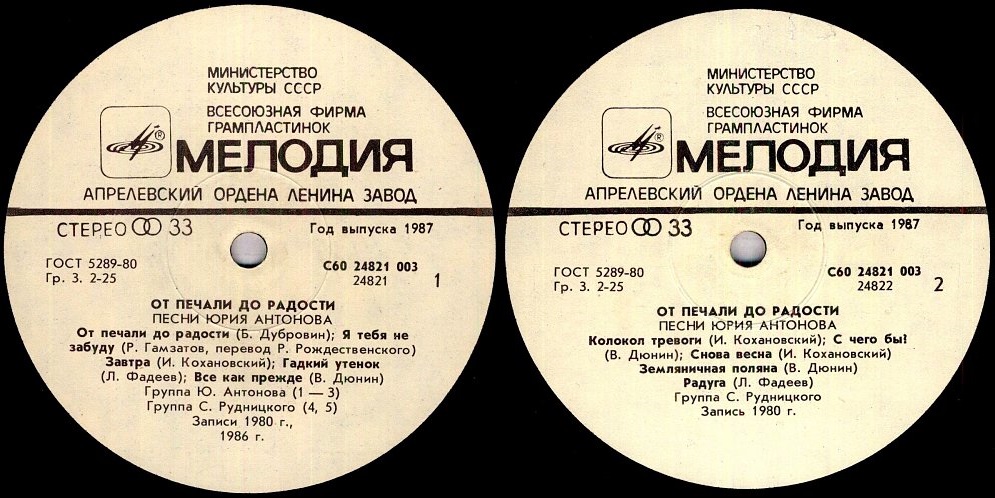 МИНИСТЕРСТВО
КУЛЬТУРЫ СССР
ВСЕСОЮЗНАЯ ФИРМА
ГРАМПЛАСТИНОК
МЕЛОДИЯ
АПРЕЛЕВСКИЙ ОРДЕНА ЛЕНИНА ЗАВОД
СТЕРЕО 33
Год выпуска 1987
ГОСТ 5289-80
Гр. 3. 2-25
С60 24821 003
24821
1
ОТ ПЕЧАЛИ ДО РАДОСТИ
ПЕСНИ ЮРИЯ АНТОНОВА
От печали до радости (Б. Дубровин); Я тебя не
забуду (Р. Гамзатов, перевод Р. Рождественского)
Завтра (И. Кохановский); Гадкий утенок
(Л. Фадеев); Все как прежде (В. Дюнин)
Группа Ю. Антонова (1 — 3)
Группа С. Рудницкого (4, 5)
Записи 1980 г.,
1986 г.
МИНИСТЕРСТВО
КУЛЬТУРЫ СССР
ВСЕСОЮЗНАЯ ФИРМА
ГРАМПЛАСТИНОК
МЕЛОДИЯ
АПРЕЛЕВСКИЙ ОРДЕНА ЛЕНИНА ЗАВОД
СТЕРЕО 33
Год выпуска 1987
ГОСТ 5289-80
Гр. 3. 2-25
С60 24821 003
24822
2
ОТ ПЕЧАЛИ ДО РАДОСТИ
ПЕСНИ ЮРИЯ АНТОНОВА
Колокол тревоги (И. Кохановский); С чего бы?
(В. Дюнин); Снова весна (И. Кохановский)
Земляничная поляна (В. Дюнин)
Радуга (Л. Фадеев)
Группа С. Рудницкого
Запись 1980 г.